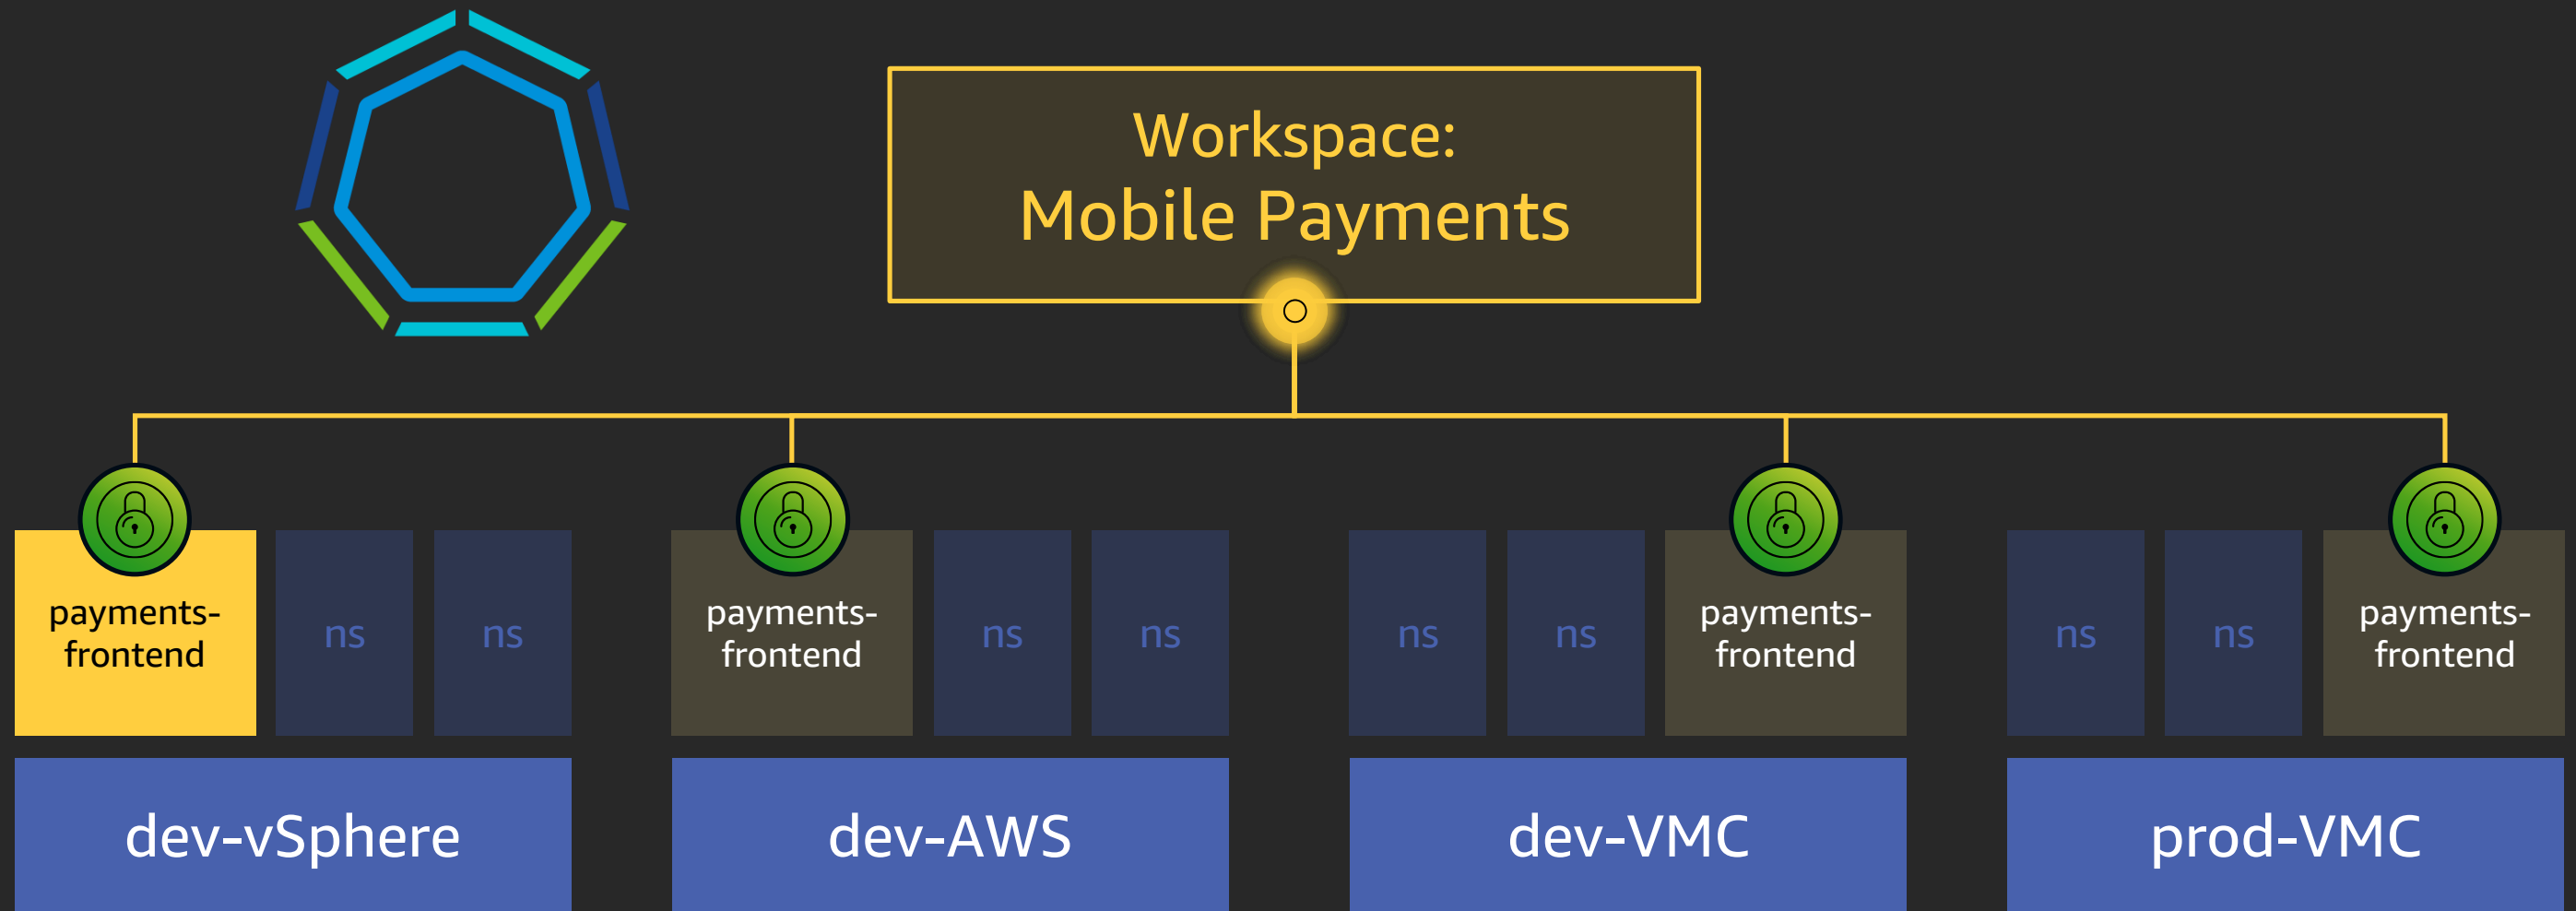 Workspace:
Mobile Payments
payments-
frontend
ns
ns
payments-
frontend
ns
ns
ns
ns
payments-
frontend
ns
ns
payments-
frontend
dev-vSphere
dev-AWS
dev-VMC
prod-VMC